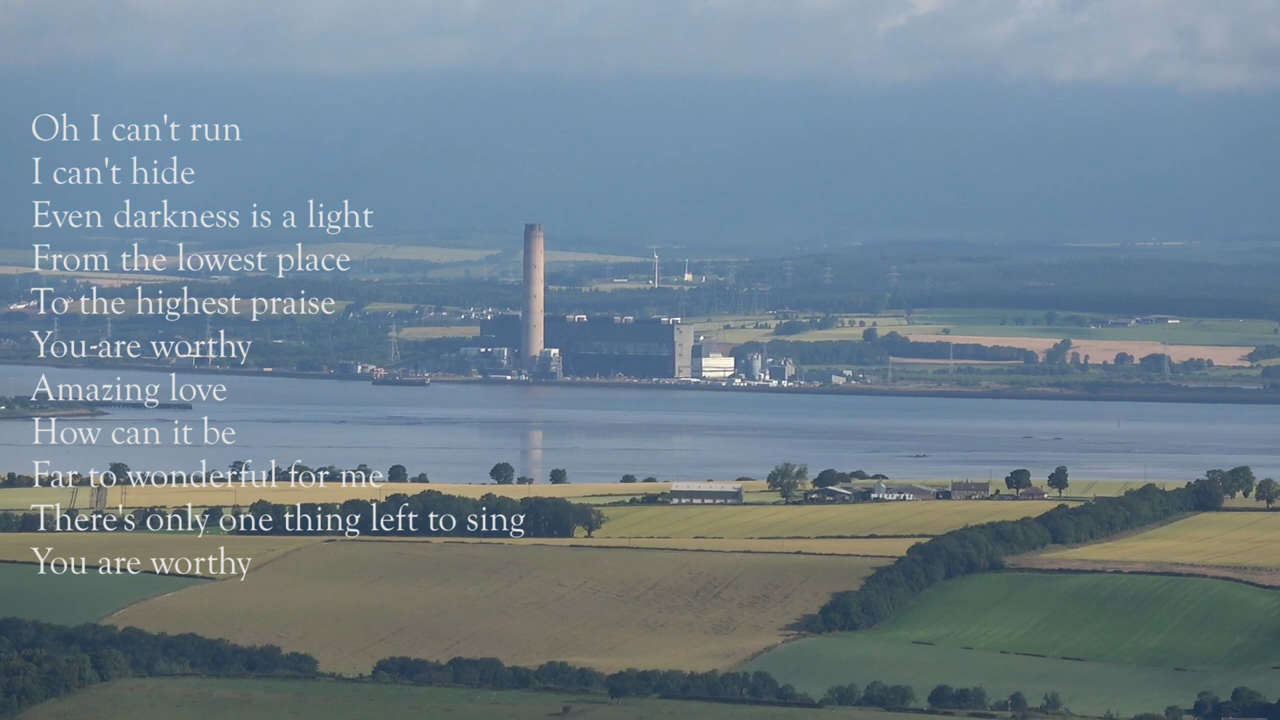 Oh I can't run
I can't hide
Even darkness is a light
From the lowest place
To the highest praise
You are worthy
Amazing love
How can it be
Far to wonderful for me
There's only one thing left to sing
You are worthy